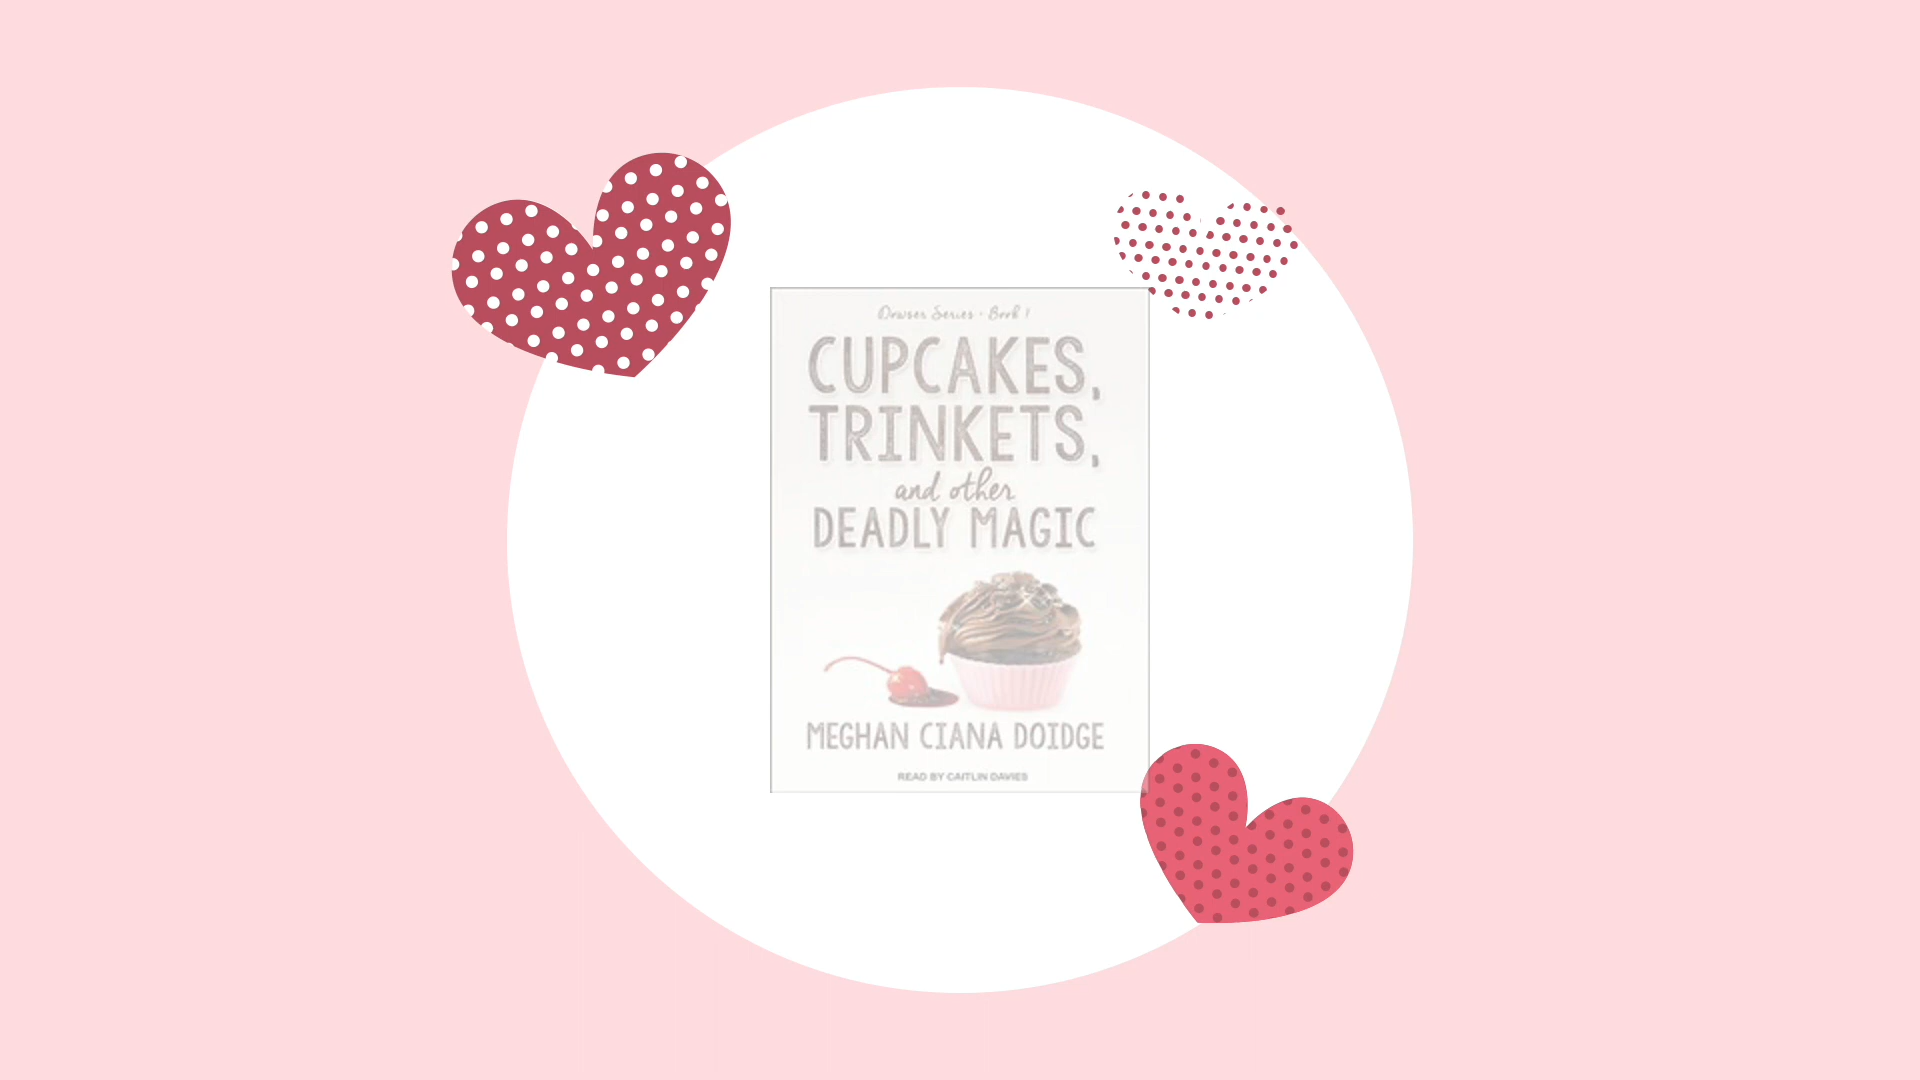 Dowser Series • Book 1
CUPCAKES,
TRINKETS,
and other
DEADLY MAGIC
MEGHAN CIANA DOIDGE
READ BY CAITLIN DAVIES